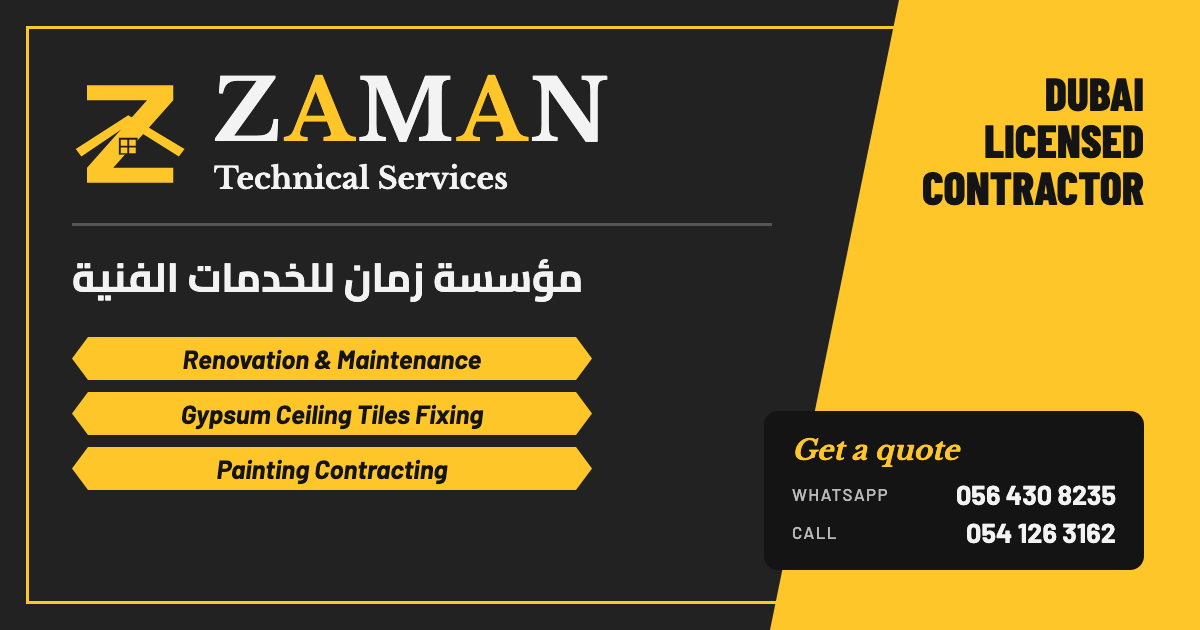 ZAMAN
Technical Services
مؤسسة زمان للخدمات الفنية
Renovation & Maintenance
Gypsum Ceiling Tiles Fixing
Painting Contracting
DUBAI
LICENSED
CONTRACTOR
Get a quote
WHATSAPP 056 430 8235
CALL 054 126 3162